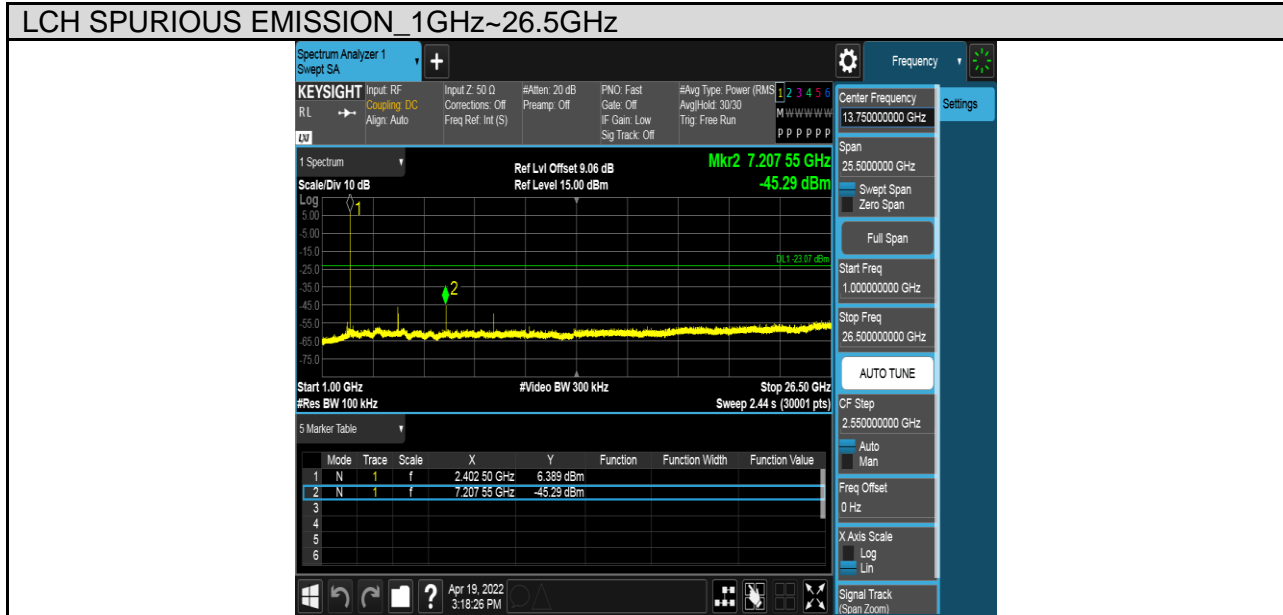 LCH SPURIOUS EMISSION_1GHz~26.5GHz
Spectrum Analyzer 1
Swept SA
Frequency
KEYSIGHT
RL
LXI
Input: RF
Coupling: DC
Align: Auto
Input Z: 50 Ω
Corrections: Off
Freq Ref: Int (S)
#Atten: 20 dB
Preamp: Off
PNO: Fast
Gate: Off
IF Gain: Low
Sig Track: Off
#Avg Type: Power (RMS
Avg|Hold: 30/30
Trig: Free Run
1 2 3 4 5 6
M W W W W W
P P P P P P
1 Spectrum
Scale/Div 10 dB
Ref Lvl Offset 9.06 dB
Ref Level 15.00 dBm
Mkr2 7.207 55 GHz
-45.29 dBm
Log
5.00
-5.00
-15.0
-25.0
-35.0
-45.0
-55.0
-65.0
-75.0
1
2
DL1 -23.07 dBm
Start 1.00 GHz
#Res BW 100 kHz
#Video BW 300 kHz
Stop 26.50 GHz
Sweep 2.44 s (30001 pts)
5 Marker Table
Mode Trace Scale X Y Function Function Width Function Value
1 N 1 f 2.402 50 GHz 6.389 dBm
2 N 1 f 7.207 55 GHz -45.29 dBm
3
4
5
6
Apr 19, 2022
3:18:26 PM
Center Frequency
13.750000000 GHz
Settings
Span
25.5000000 GHz
Swept Span
Zero Span
Full Span
Start Freq
1.000000000 GHz
Stop Freq
26.500000000 GHz
AUTO TUNE
CF Step
2.550000000 GHz
Auto
Man
Freq Offset
0 Hz
X Axis Scale
Log
Lin
Signal Track
(Span Zoom)